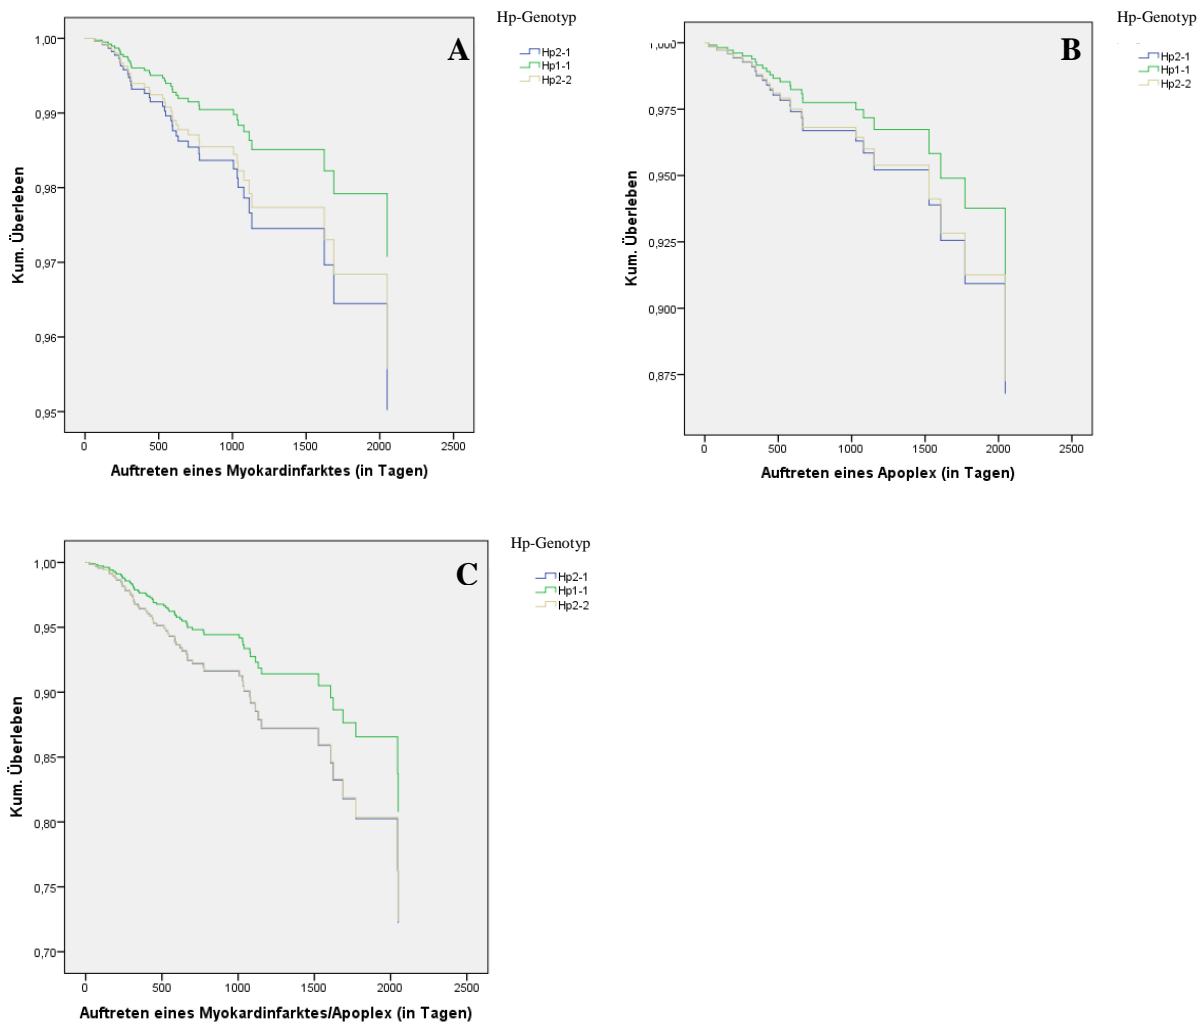 Hp-Genotyp
A
Hp2-1
Hp1-1
Hp2-2
1,00
0,99
0,98
0,97
0,96
0,95
Kum. Überleben
0
500
1000
1500
2000
2500
Auftreten eines Myokardinfarktes (in Tagen)
Hp-Genotyp
B
Hp2-1
Hp1-1
Hp2-2
1,000
0,975
0,950
0,925
0,900
0,875
Kum. Überleben
0
500
1000
1500
2000
2500
Auftreten eines Apoplex (in Tagen)
Hp-Genotyp
C
Hp2-1
Hp1-1
Hp2-2
1,00
0,95
0,90
0,85
0,80
0,75
0,70
Kum. Überleben
0
500
1000
1500
2000
2500
Auftreten eines Myokardinfarktes/Apoplex (in Tagen)